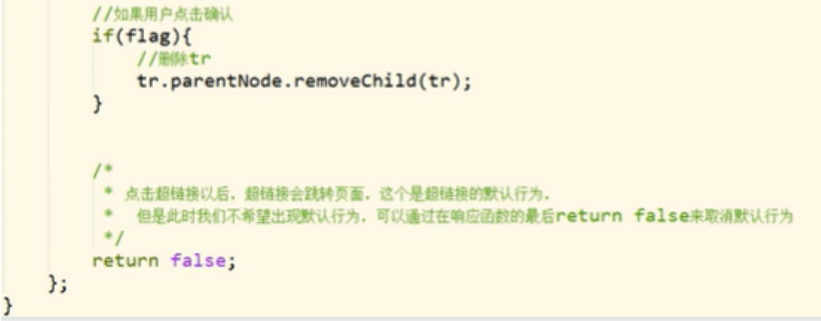 //如果用户点击确认
if(flag){
//删除tr
tr.parentNode.removeChild(tr);
}
/*
* 点击超链接以后，超链接会跳转页面，这个是超链接的默认行为，
* 但是此时我们不希望出现默认行为，可以通过在响应函数的最后return false来取消默认行为
*/
return false;
};
}